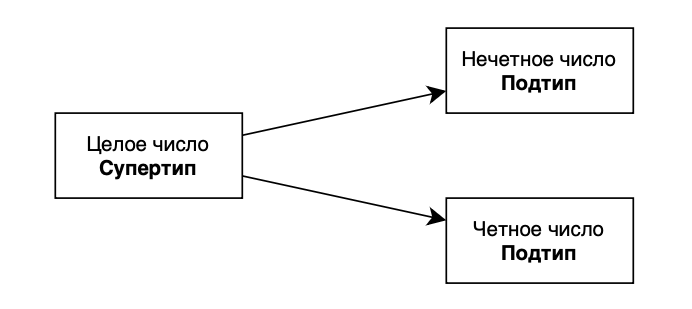 Нечетное число
Подтип
Целое число
Супертип
Четное число
Подтип